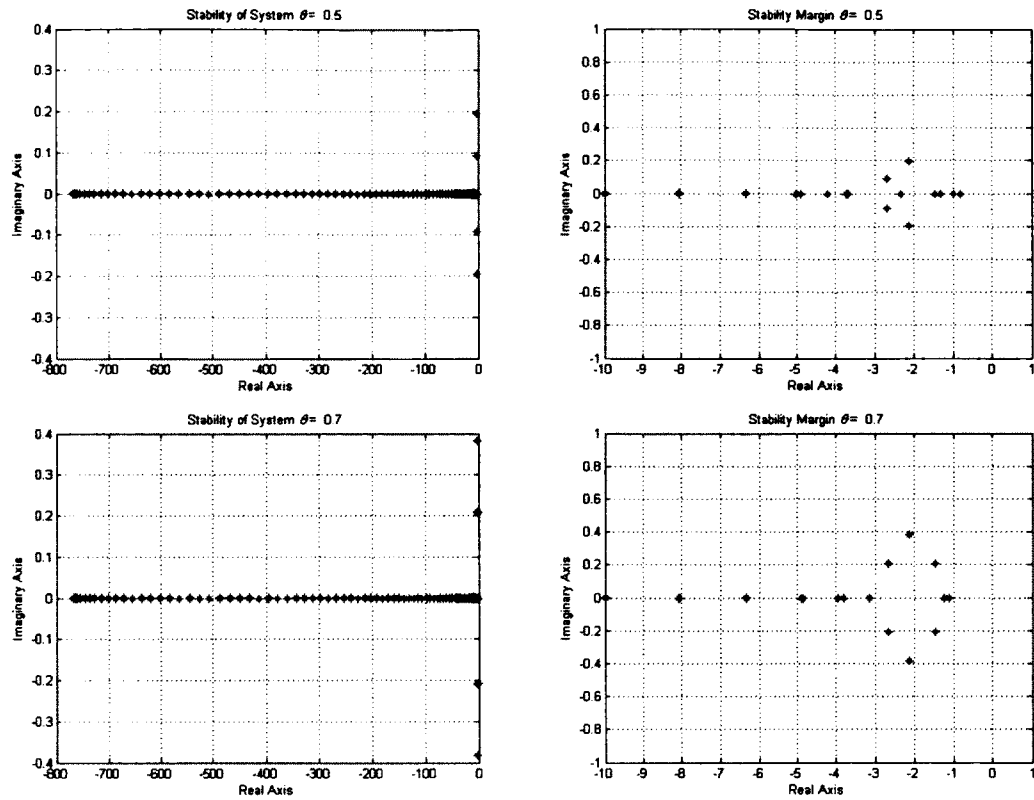 Stability of System θ= 0.5
0.4
0.3
0.2
0.1
0
-0.1
-0.2
-0.3
-0.4
Imaginary Axis
-800 -700 -600 -500 -400 -300 -200 -100 0
Real Axis
Stability Margin θ= 0.5
1
0.8
0.6
0.4
0.2
0
-0.2
-0.4
-0.6
-0.8
-1
Imaginary Axis
-10 -9 -8 -7 -6 -5 -4 -3 -2 -1 0 1
Real Axis
Stability of System θ= 0.7
0.4
0.3
0.2
0.1
0
-0.1
-0.2
-0.3
-0.4
Imaginary Axis
-800 -700 -600 -500 -400 -300 -200 -100 0
Real Axis
Stability Margin θ= 0.7
1
0.8
0.6
0.4
0.2
0
-0.2
-0.4
-0.6
-0.8
-1
Imaginary Axis
-10 -9 -8 -7 -6 -5 -4 -3 -2 -1 0 1
Real Axis